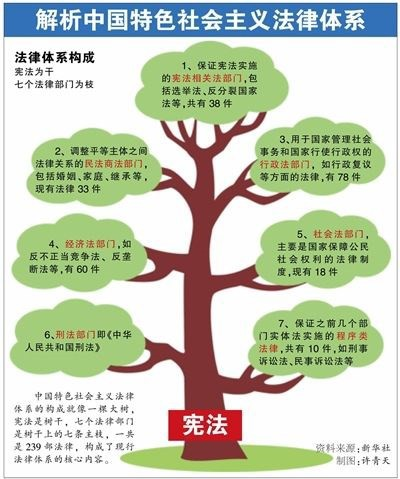 解析中国特色社会主义法律体系
法律体系构成
宪法为干
七个法律部门为枝
1、保证宪法实施
的宪法相关法部门，包
括选举法、反分裂国家
法等，共有 38 件
2、调整平等主体之间
法律关系的民法商法部门，
包括婚姻、家庭、继承等，
现有法律 33 件
3、用于国家管理社会
事务和国家行使行政权的
行政法部门，如行政复议
等方面的法律，有 78 件
4、经济法部门，如
反不正当竞争法、反垄
断法等，有 60 件
5、社会法部门，
主要是国家保障公民
社会权利的法律制
度，现有 18 件
6、刑法部门即《中华
人民共和国刑法》
7、保证之前几个部
门实体法实施的程序类
法律，共有 10 件，如刑事
诉讼法、民事诉讼法等
中国特色社会主义法律
体系的构成就像一棵大树，
宪法是树干，七个法律部门
是树干上的七条主枝，一共
是 239 部法律，构成了现行
法律体系的核心内容。
宪法
资料来源：新华社
制图：许青天